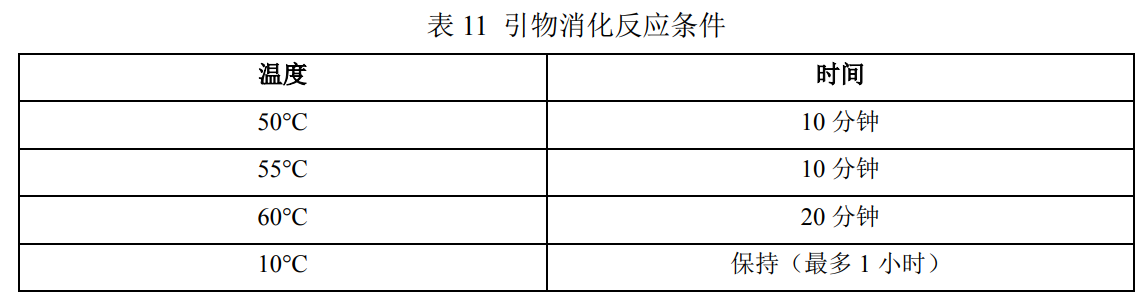 表 11 引物消化反应条件
温度 时间
50°C 10 分钟
55°C 10 分钟
60°C 20 分钟
10°C 保持（最多 1 小时）